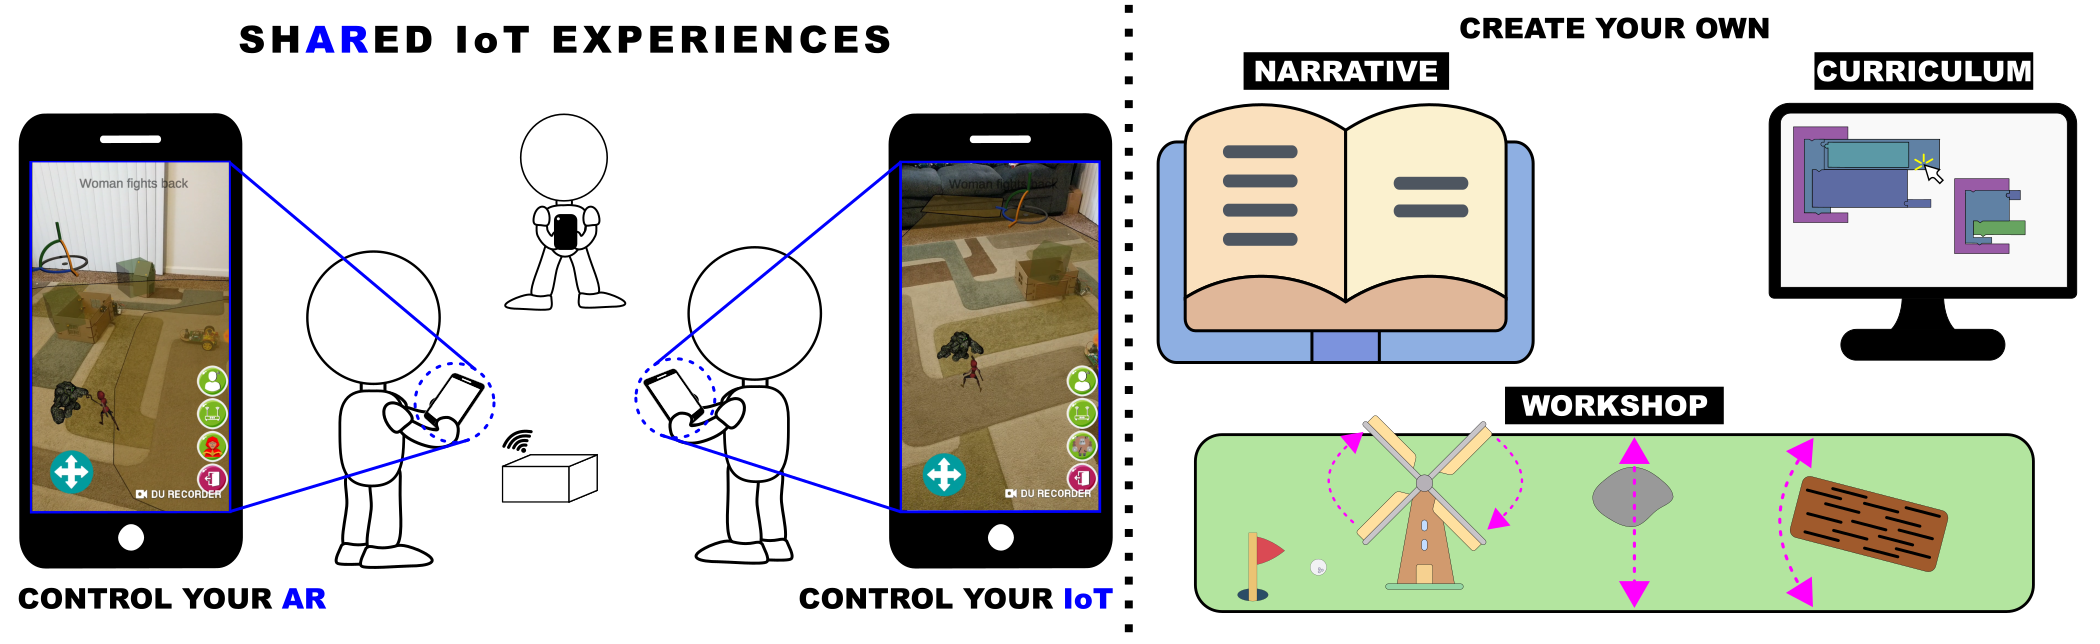 SHARED IoT EXPERIENCES
Woman fights back
DU RECORDER
CONTROL YOUR AR
Woman fights back
DU RECORDER
CONTROL YOUR IoT
CREATE YOUR OWN
NARRATIVE
CURRICULUM
WORKSHOP